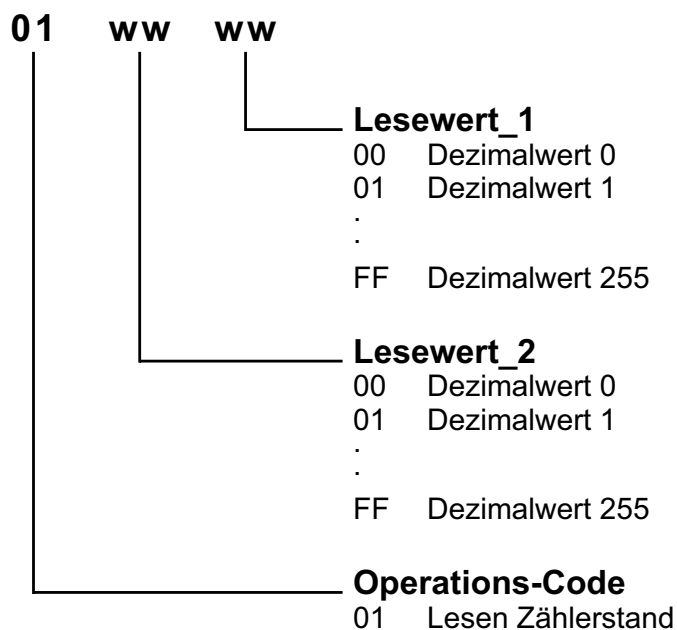 01 ww ww
Lesewert_1
00 Dezimalwert 0
01 Dezimalwert 1
.
.
FF Dezimalwert 255
Lesewert_2
00 Dezimalwert 0
01 Dezimalwert 1
.
.
FF Dezimalwert 255
Operations-Code
01 Lesen Zählerstand